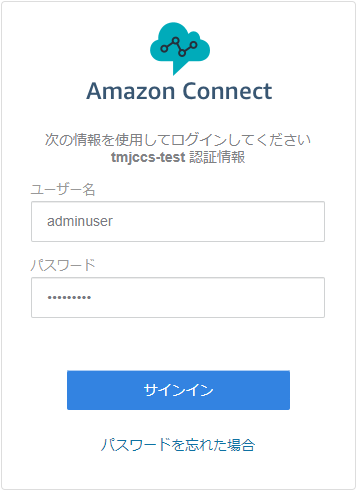 Amazon Connect
次の情報を使用してログインしてください
tmjccs-test 認証情報
ユーザー名
adminuser
パスワード
•••••••••
サインイン
パスワードを忘れた場合